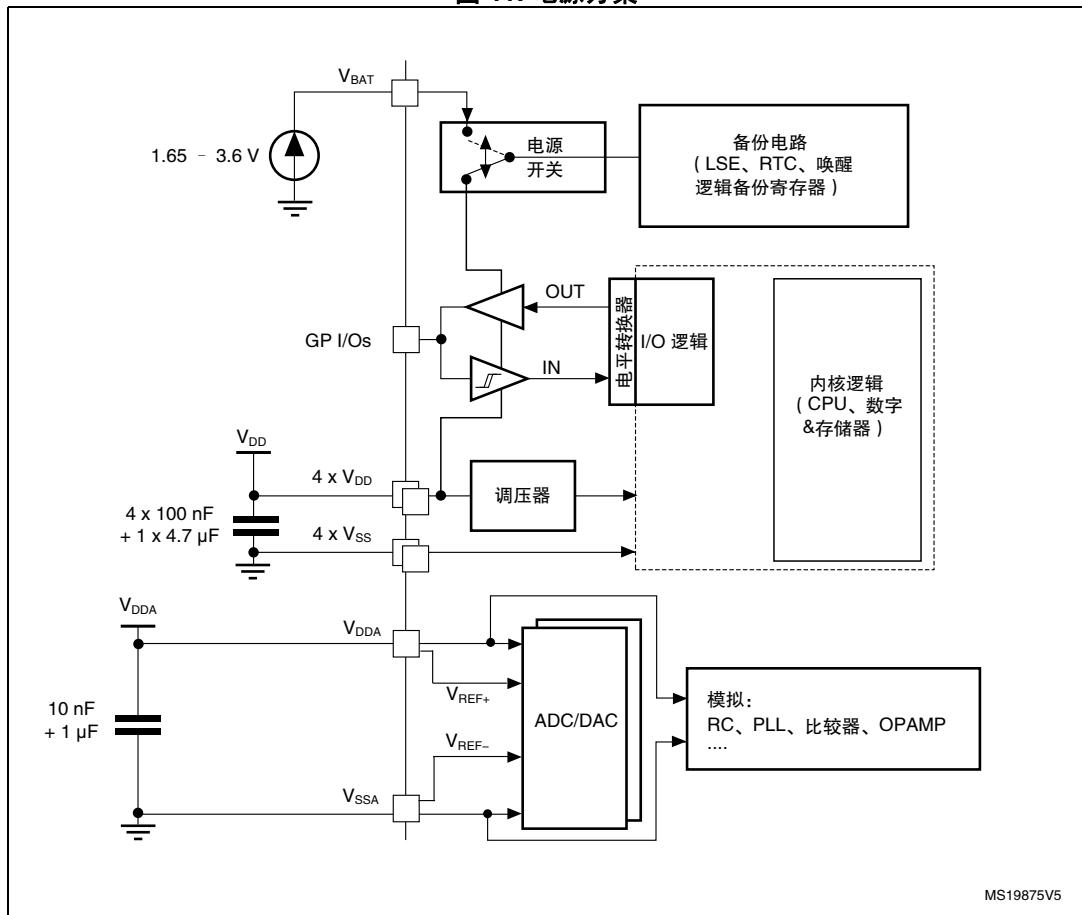 V_BAT
1.65 – 3.6 V
电源
开关
备份电路
（LSE、RTC、唤醒
逻辑备份寄存器）
GP I/Os
OUT
IN
电平转换器
I/O 逻辑
内核逻辑
（CPU、数字
&存储器）
V_DD
4 x V_DD
调压器
4 x 100 nF
+ 1 x 4.7 µF
4 x V_SS
V_DDA
V_DDA
10 nF
+ 1 µF
V_REF+
V_REF–
ADC/DAC
模拟：
RC、PLL、比较器、OPAMP
....
V_SSA
MS19875V5